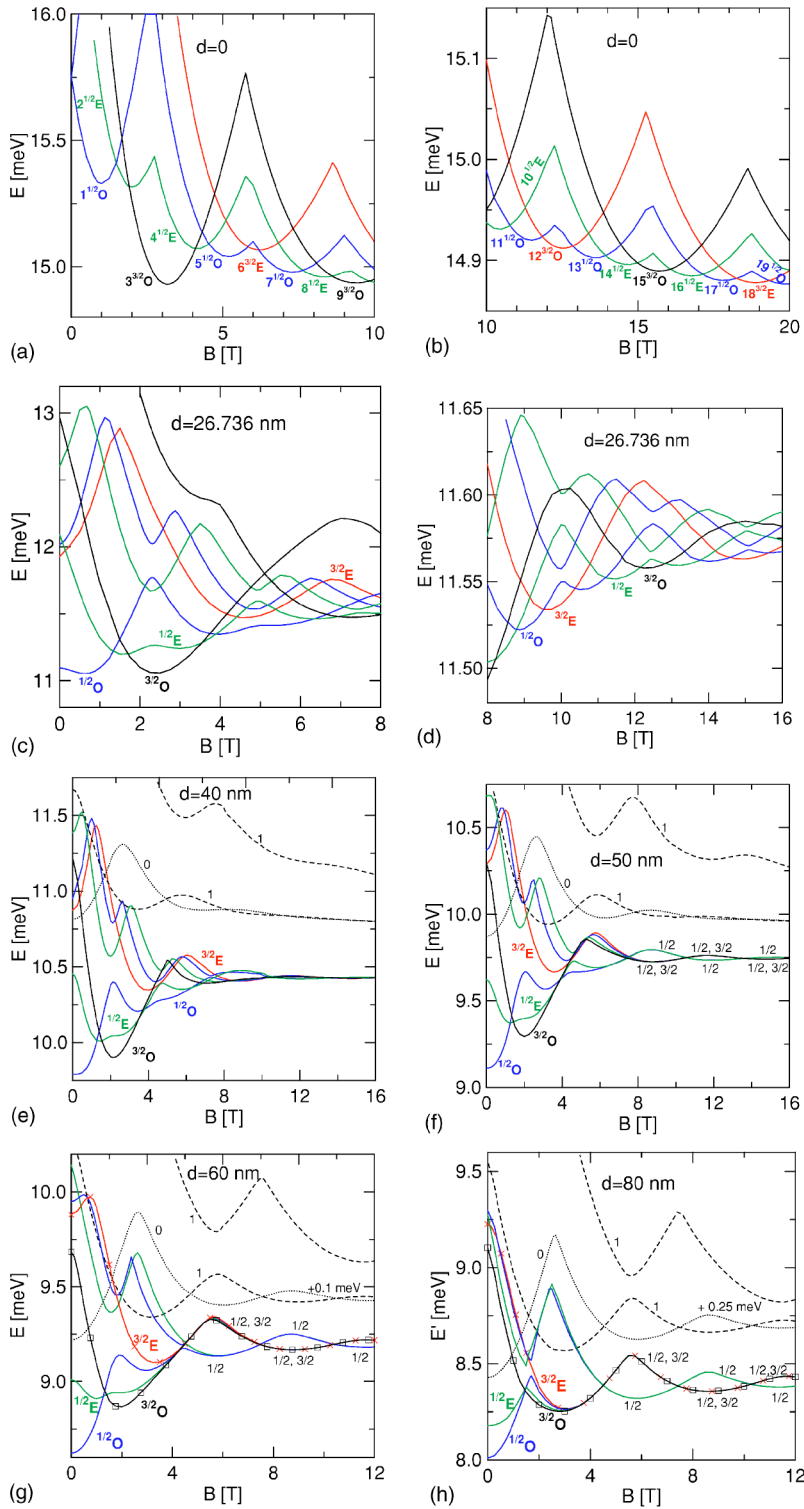 d=0
E [meV]
16.0
15.5
15.0
2^{1/2}E
1^{1/2}O
4^{1/2}E
3^{3/2}O
5^{1/2}O
6^{3/2}E
7^{1/2}O
8^{1/2}E
9^{3/2}O
0 5 10
B [T]
(a)
d=0
E [meV]
15.1
15.0
14.9
10^{1/2}E
11^{1/2}O
12^{3/2}O
13^{1/2}O
14^{1/2}E
15^{3/2}O
16^{1/2}E
17^{1/2}O
18^{3/2}E
19^{1/2}O
10 15 20
B [T]
(b)
d=26.736 nm
E [meV]
13
12
11
3/2E
1/2E
1/2O
3/2O
0 2 4 6 8
B [T]
(c)
d=26.736 nm
E [meV]
11.65
11.60
11.55
11.50
1/2O
3/2E
1/2E
3/2O
8 10 12 14 16
B [T]
(d)
d=40 nm
E [meV]
11.5
11.0
10.5
10.0
1
0
1
3/2E
1/2O
1/2E
3/2O
0 4 8 12 16
B [T]
(e)
d=50 nm
E [meV]
10.5
10.0
9.75
9.5
9.0
1
0
1
3/2E
1/2E
3/2O
1/2O
1/2
1/2, 3/2
1/2
1/2, 3/2
1/2
1/2, 3/2
0 4 8 12 16
B [T]
(f)
d=60 nm
E [meV]
10.0
9.5
9.0
0
1
1
+0.1 meV
3/2E
1/2E
3/2O
1/2O
1/2, 3/2
1/2
1/2
1/2, 3/2
1/2
0 4 8 12
B [T]
(g)
d=80 nm
E' [meV]
9.5
9.0
8.5
8.0
0
1
1
+ 0.25 meV
3/2E
1/2E
3/2O
1/2O
1/2, 3/2
1/2
1/2
1/2, 3/2
1/2,3/2
1/2
0 4 8 12
B [T]
(h)